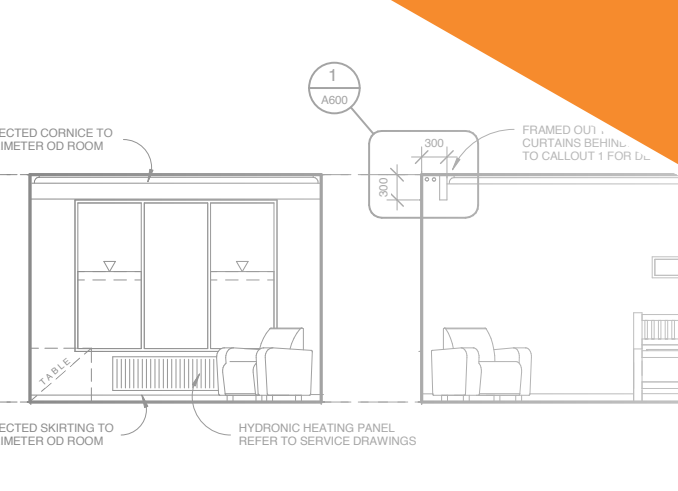 1
A600
ECTED CORNICE TO
IMETER OD ROOM
300
300
FRAMED OUT
CURTAINS BEHIND
TO CALLOUT 1 FOR
TABLE
ECTED SKIRTING TO
IMETER OD ROOM
HYDRONIC HEATING PANEL
REFER TO SERVICE DRAWINGS